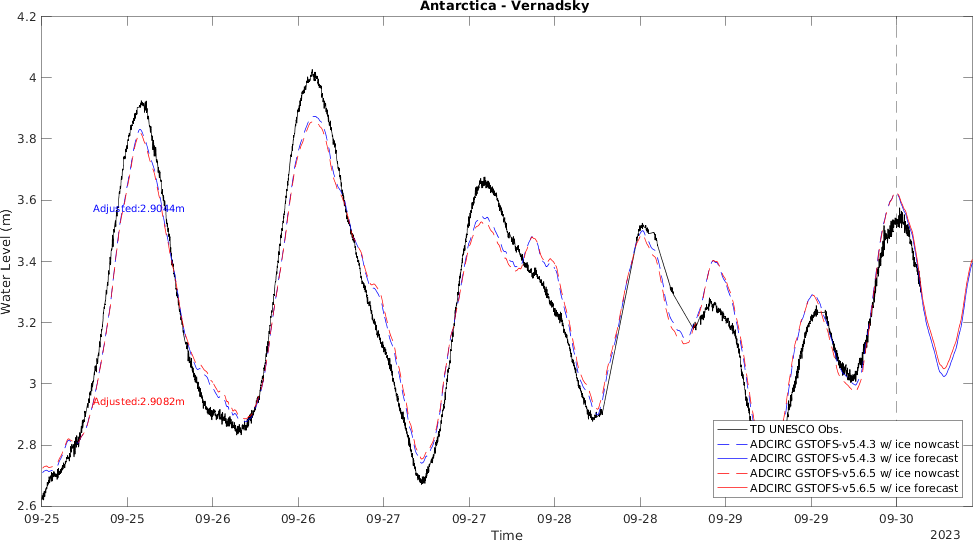 Antarctica - Vernadsky
4.2
4
3.8
3.6
3.4
3.2
3
2.8
2.6
Water Level (m)
Adjusted:2.9044m
Adjusted:2.9082m
TD UNESCO Obs.
ADCIRC GSTOFS-v5.4.3 w/ ice nowcast
ADCIRC GSTOFS-v5.4.3 w/ ice forecast
ADCIRC GSTOFS-v5.6.5 w/ ice nowcast
ADCIRC GSTOFS-v5.6.5 w/ ice forecast
09-25 09-25 09-26 09-26 09-27 09-27 09-28 09-28 09-29 09-29 09-30
Time
2023